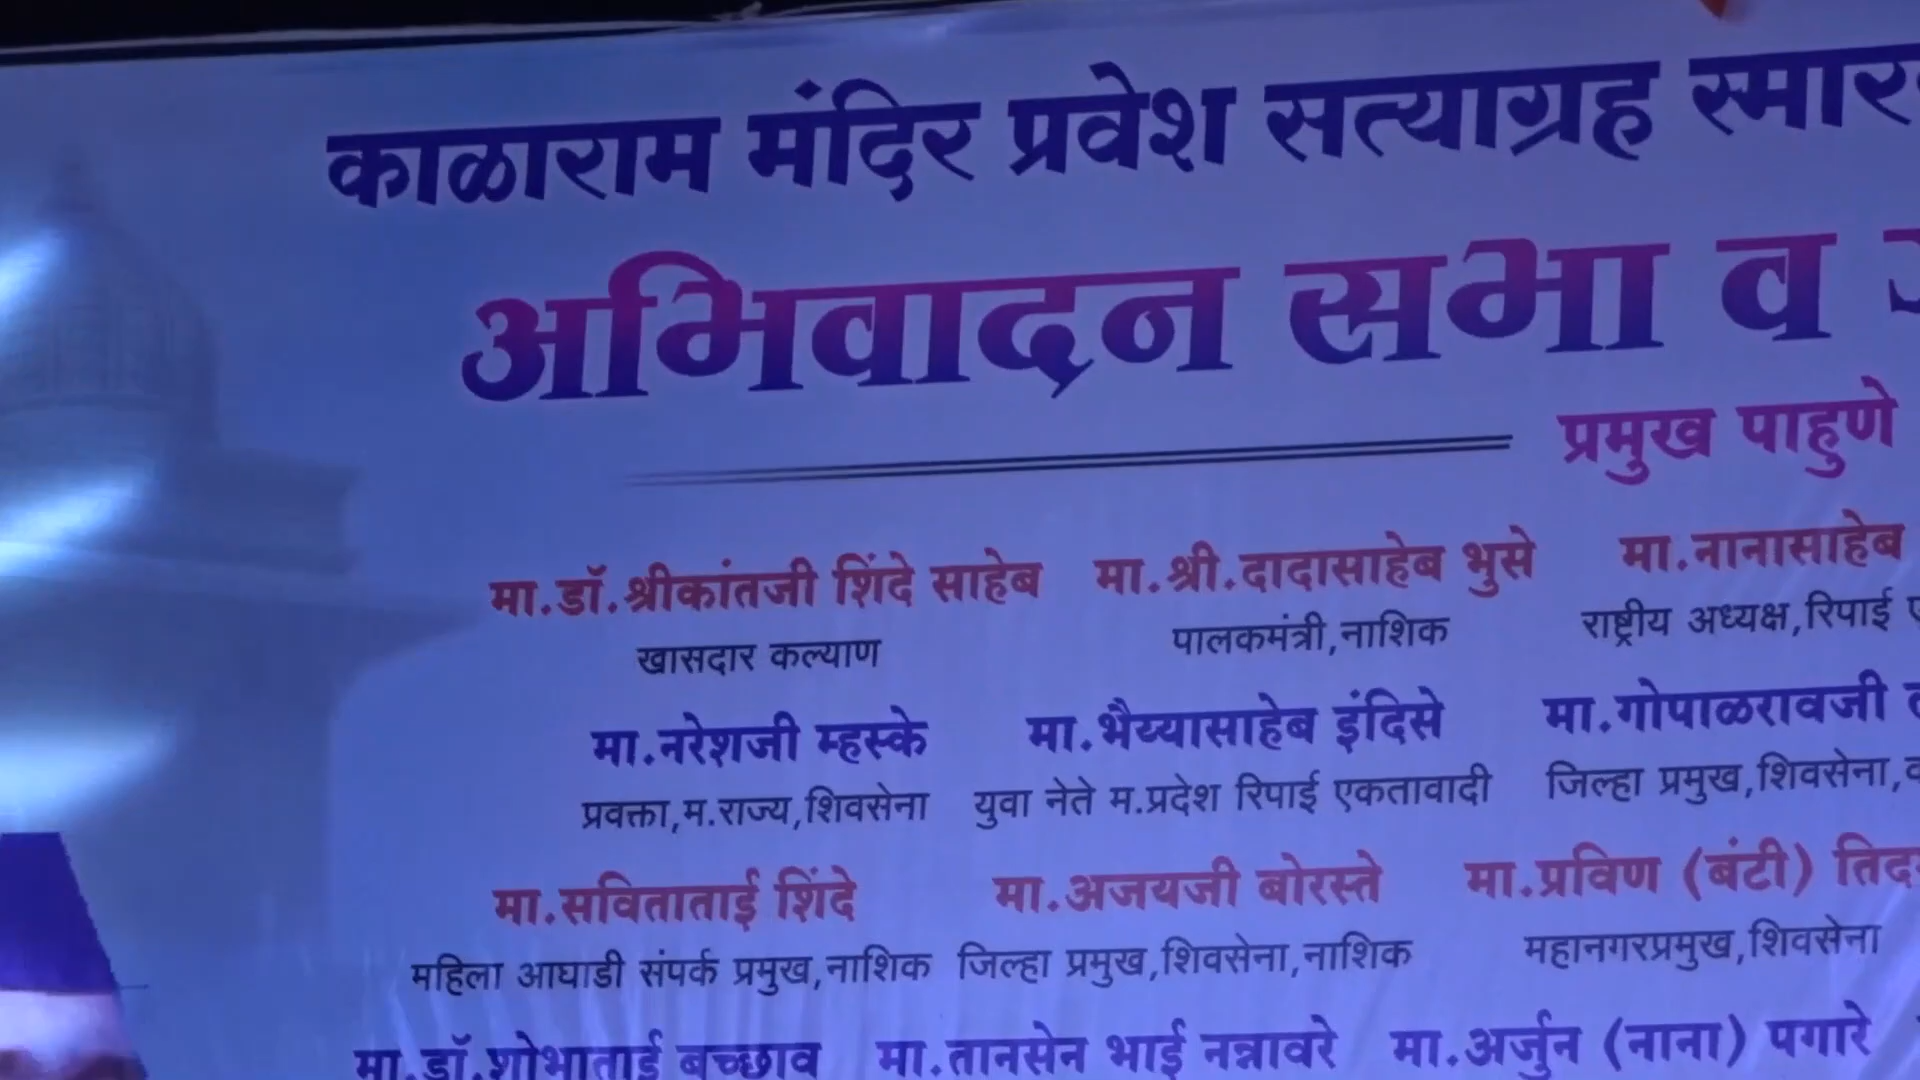 काळाराम मंदिर प्रवेश सत्याग्रह
अभिवादन सभा व
प्रमुख पाहुणे
मा.डॉ.श्रीकांतजी शिंदे साहेब मा.श्री.दादासाहेब भुसे मा.नानासाहेब
खासदार कल्याण पालकमंत्री,नाशिक राष्ट्रीय अध्यक्ष,रिपाई
मा.नरेशजी म्हस्के मा.भैय्यासाहेब इंदिसे मा.गोपाळरावजी
प्रवक्ता,म.राज्य,शिवसेना युवा नेते म.प्रदेश रिपाई एकतावादी जिल्हा प्रमुख,शिवसेना,
मा.सविताताई शिंदे मा.अजयजी बोरस्ते मा.प्रविण (बंटी)
महिला आघाडी संपर्क प्रमुख,नाशिक जिल्हा प्रमुख,शिवसेना,नाशिक महानगरप्रमुख,शिवसेना
मा.डॉ.शोभाताई बच्छाव मा.तानसेन भाई नन्नावरे मा.अर्जुन (नाना) पगारे